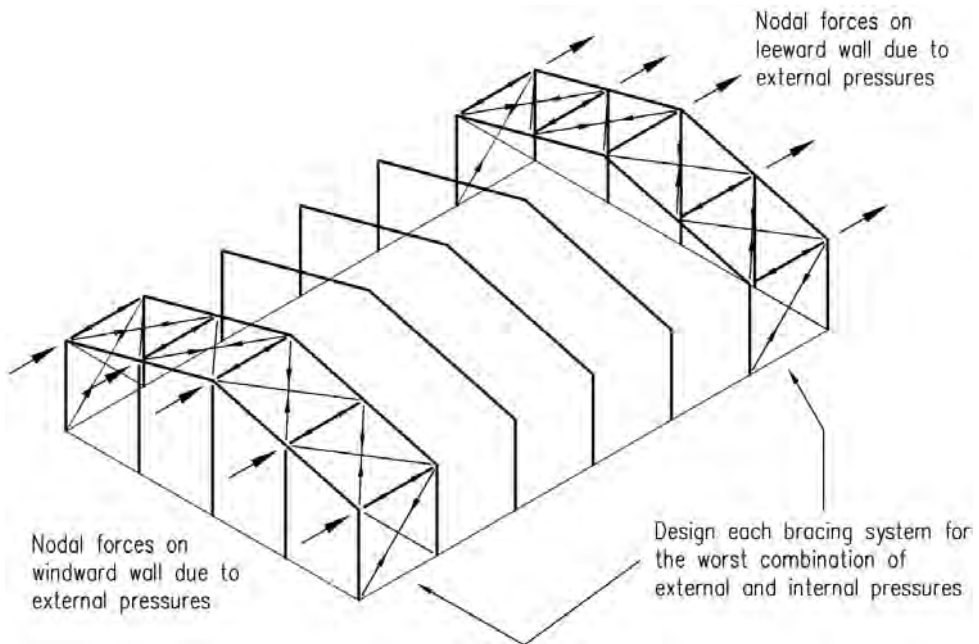 Nodal forces on
leeward wall due to
external pressures
Nodal forces on
windward wall due to
external pressures
Design each bracing system for
the worst combination of
external and internal pressures